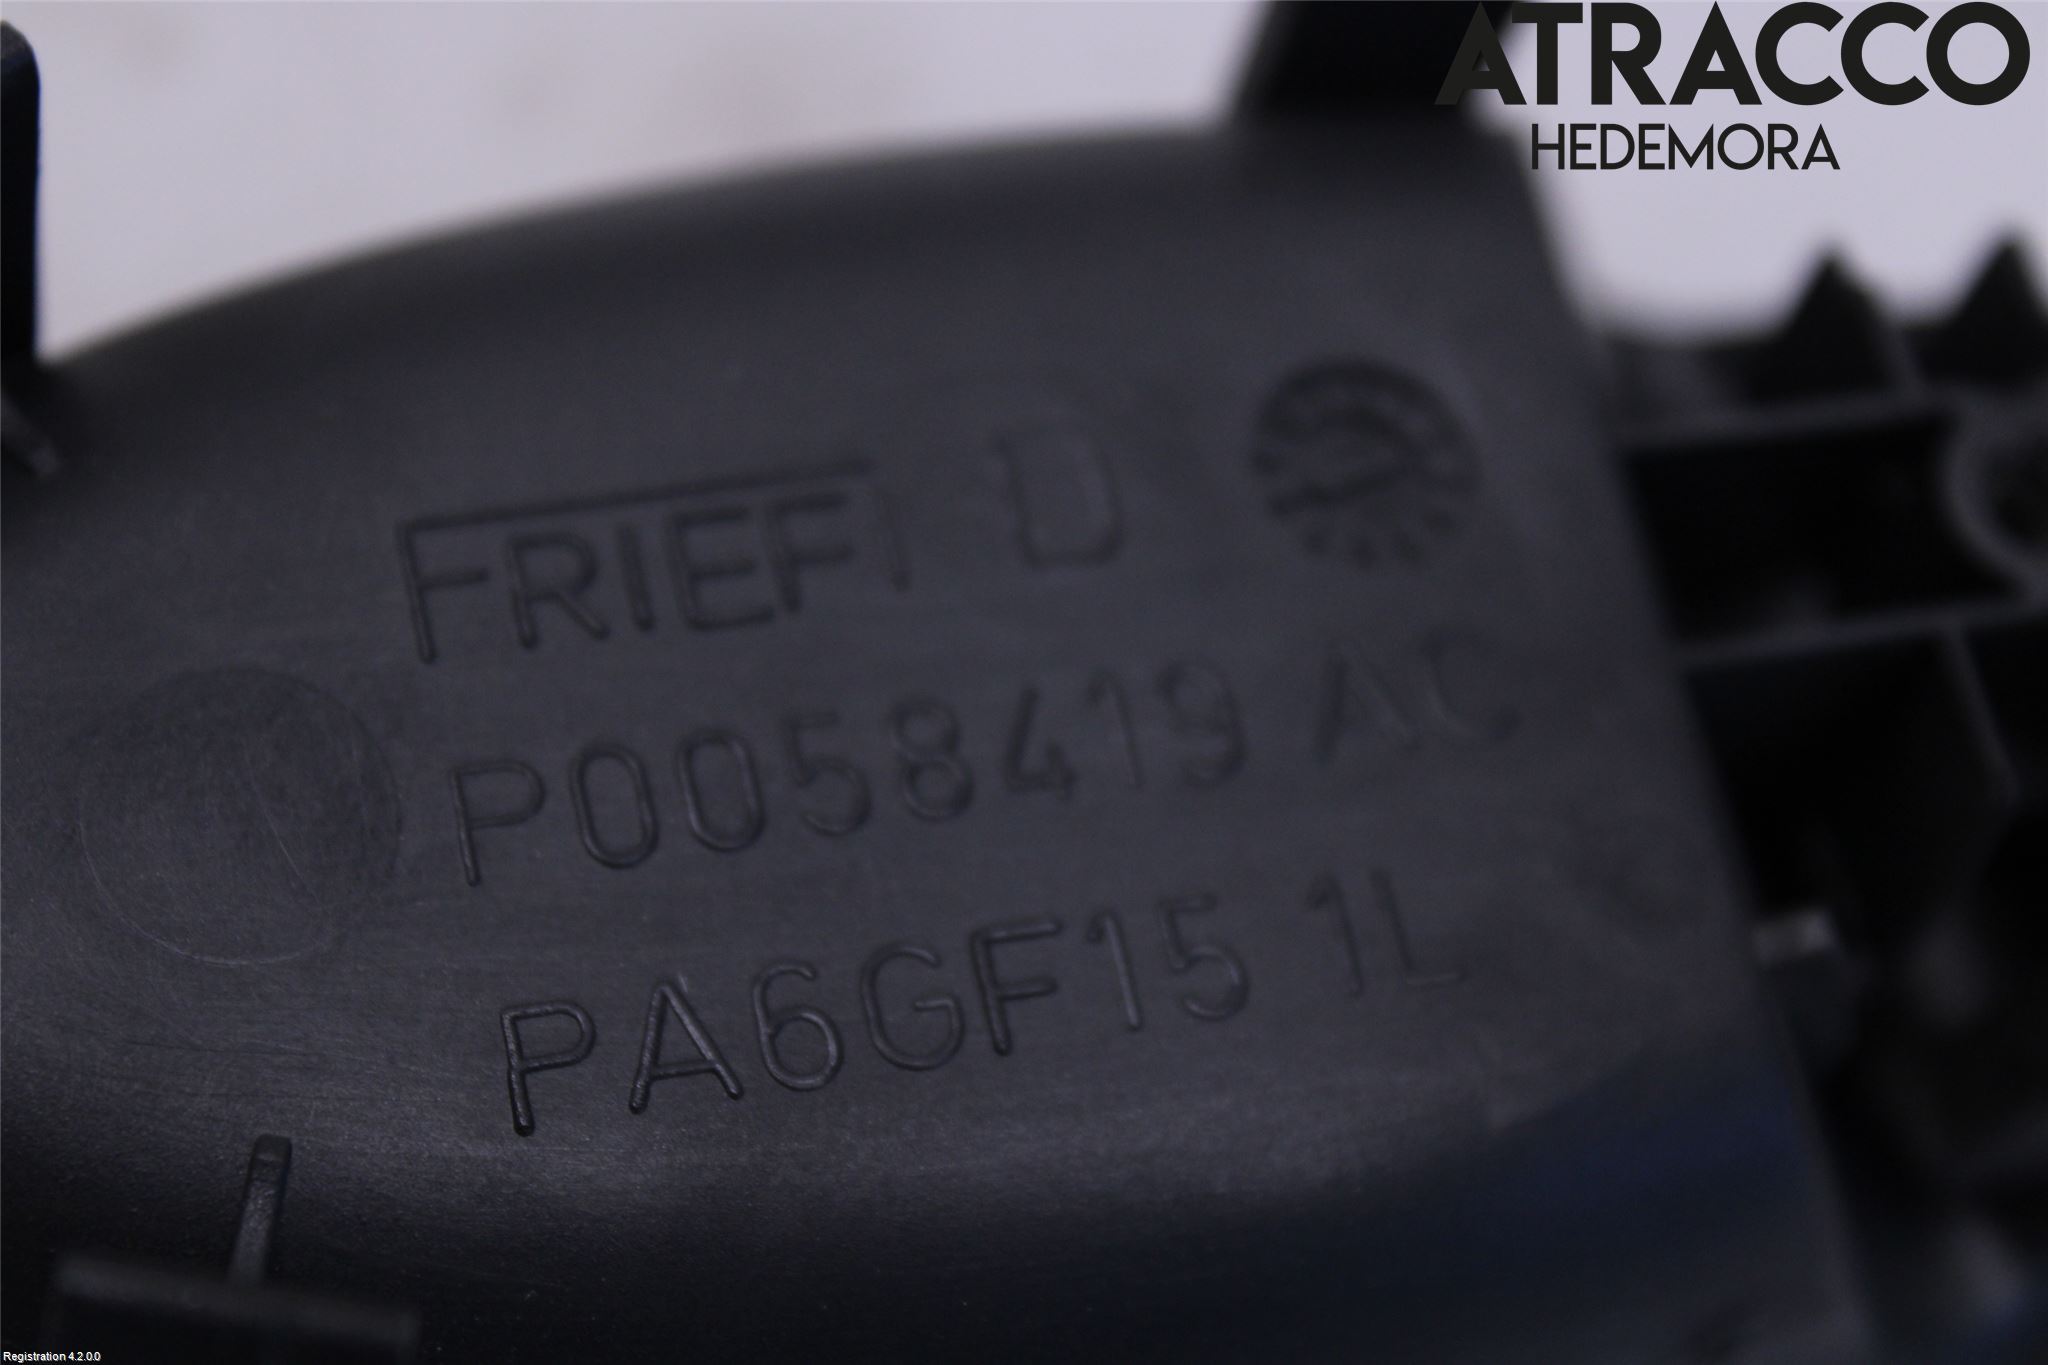 ATRACCO
HEDEMORA
FRIEFI D
P0058419 AC
PA6GF15 1L
Registration 4.2.0.0